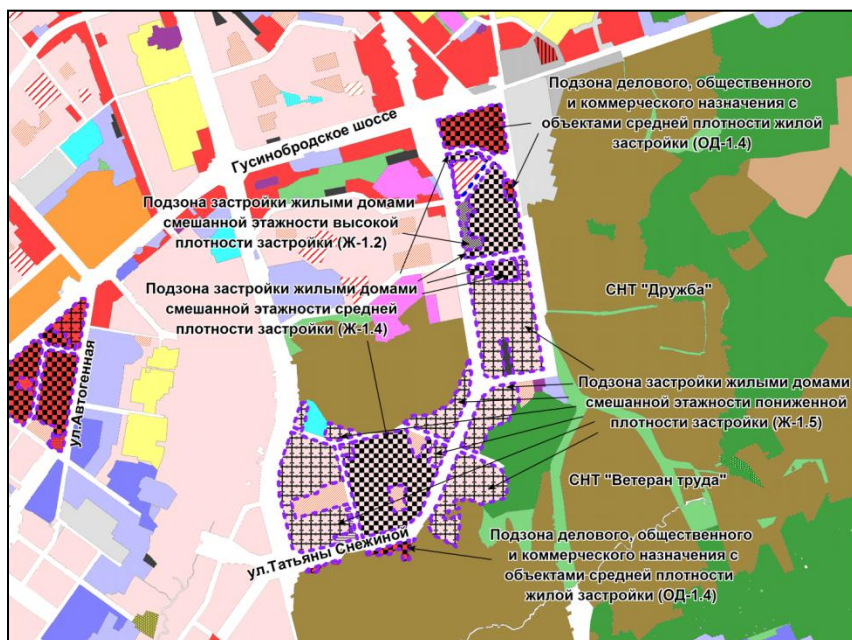 Подзона делового, общественного
и коммерческого назначения с
объектами средней плотности жилой
застройки (ОД-1.4)
Гусинобродское шоссе
Подзона застройки жилыми домами
смешанной этажности высокой
плотности застройки (Ж-1.2)
Подзона застройки жилыми домами
смешанной этажности средней
плотности застройки (Ж-1.4)
СНТ "Дружба"
ул.Автогенная
Подзона застройки жилыми домами
смешанной этажности пониженной
плотности застройки (Ж-1.5)
СНТ "Ветеран труда"
ул.Татьяны Снежиной
Подзона делового, общественного
и коммерческого назначения с
объектами средней плотности
жилой застройки (ОД-1.4)